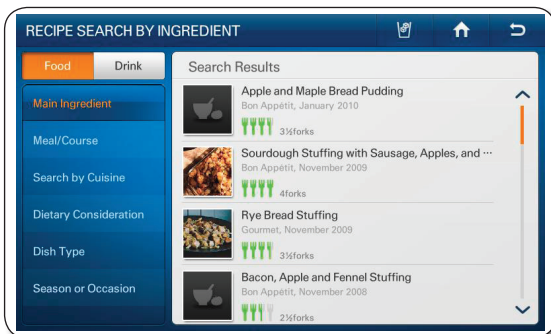 RECIPE SEARCH BY INGREDIENT
Food Drink
Main Ingredient
Meal/Course
Search by Cuisine
Dietary Consideration
Dish Type
Season or Occasion
Search Results
Apple and Maple Bread Pudding
Bon Appétit, January 2010
3½forks
Sourdough Stuffing with Sausage, Apples, and ···
Bon Appétit, November 2009
4forks
Rye Bread Stuffing
Gourmet, November 2009
3½forks
Bacon, Apple and Fennel Stuffing
Bon Appétit, November 2008
2½forks